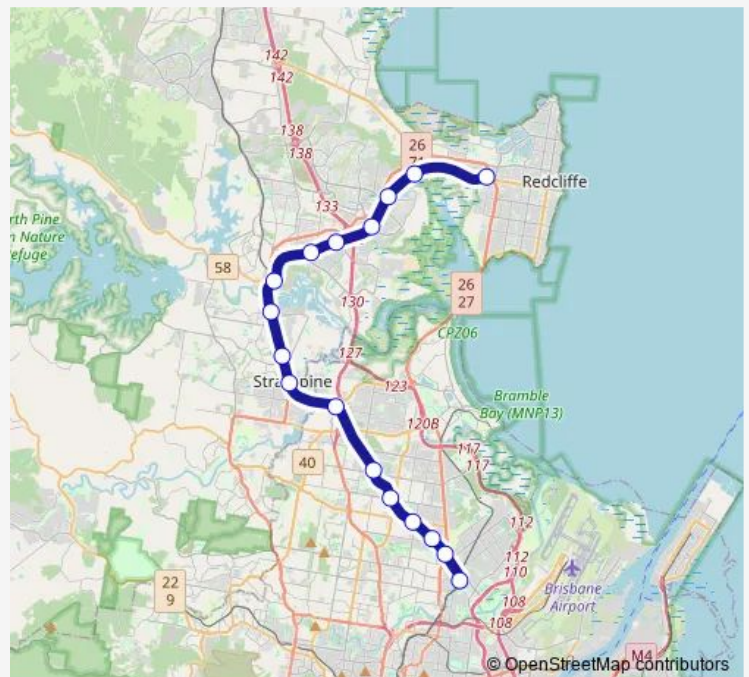 142
142
138
138
26
71
Redcliffe
133
rth Pine
n Nature
efuge
58
26
27
130
CPZ06
127
Stra pine
123
Bramble
Bay (MNP13)
120B
117
117
40
112
112
110
22
9
Brisbane
Airport
108
108
M4
© OpenStreetMap contributors